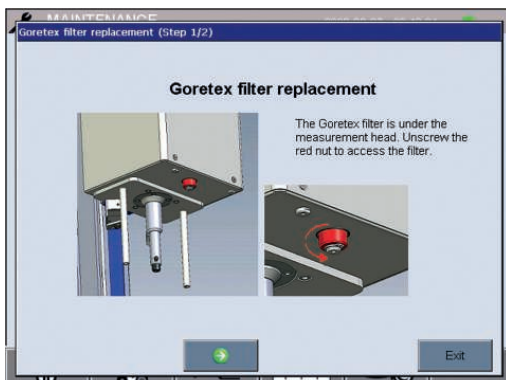 MAINTENANCE
Goretex filter replacement (Step 1/2)
Goretex filter replacement
The Goretex filter is under the
measurement head. Unscrew the
red nut to access the filter.
Exit